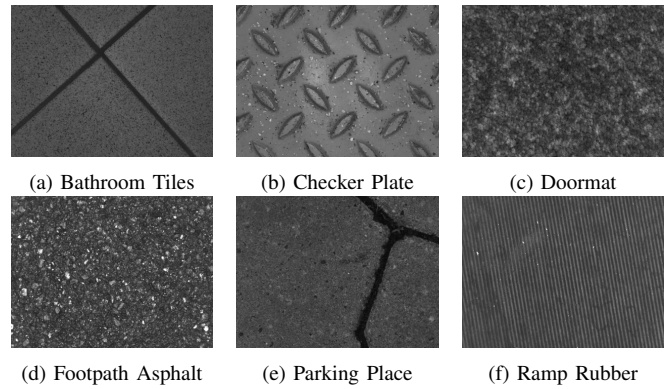 (a) Bathroom Tiles
(b) Checker Plate
(c) Doormat
(d) Footpath Asphalt
(e) Parking Place
(f) Ramp Rubber